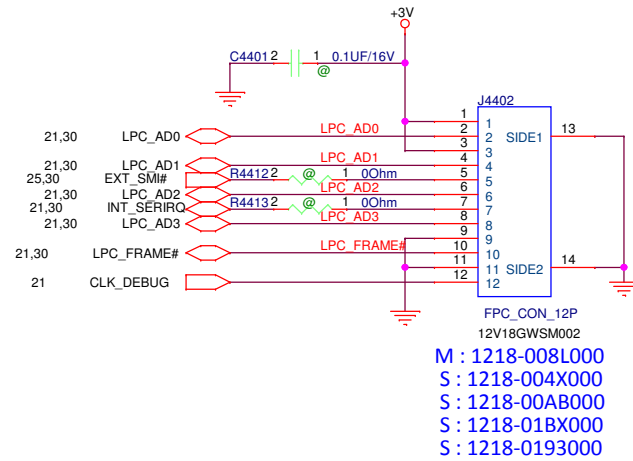 +3V
C4401 2 1 0.1UF/16V
@
J4402
1 1
21,30 LPC_AD0 LPC_AD0 2 2 SIDE1 13
3 3
21,30 LPC_AD1 LPC_AD1 4 4
25,30 EXT_SMI# R4412 2 @ 1 0Ohm 5 5
21,30 LPC_AD2 LPC_AD2 6 6
21,30 INT_SERIRQ R4413 2 @ 1 0Ohm 7 7
21,30 LPC_AD3 LPC_AD3 8 8
9 9
21,30 LPC_FRAME# LPC_FRAME# 10 10
11 11 SIDE2 14
21 CLK_DEBUG 12 12
FPC_CON_12P
12V18GWSM002
M : 1218-008L000
S : 1218-004X000
S : 1218-00AB000
S : 1218-01BX000
S : 1218-0193000